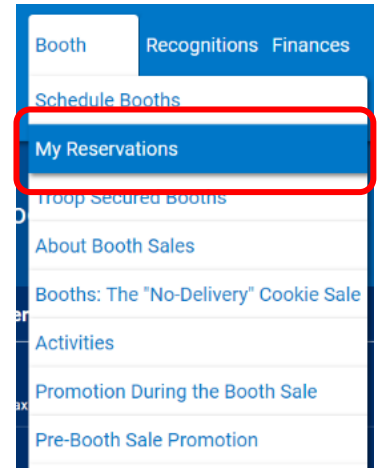 Booth Recognitions Finances
Schedule Booths
My Reservations
Troop Secured Booths
About Booth Sales
Booths: The "No-Delivery" Cookie Sale
Activities
Promotion During the Booth Sale
Pre-Booth Sale Promotion